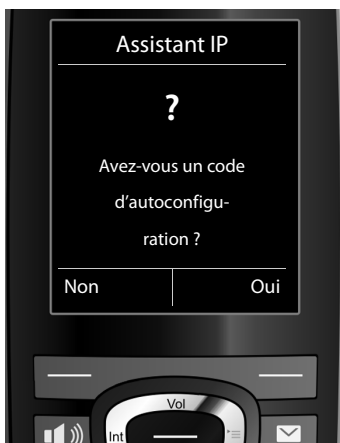 Assistant IP
?
Avez-vous un code
d’autoconfigu-
ration ?
Non Oui
Vol
Int